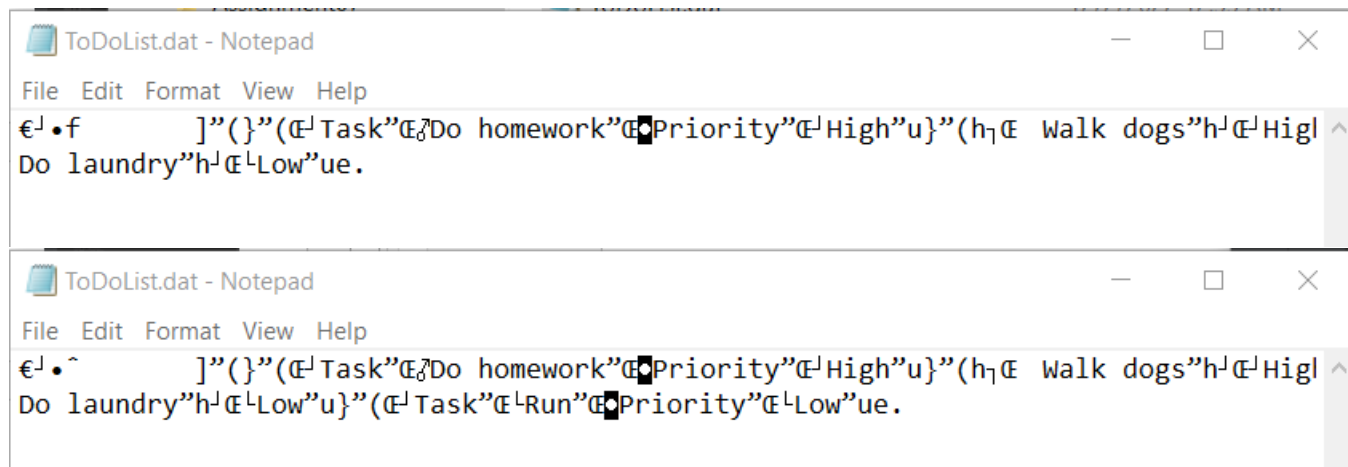 ToDoList.dat - Notepad
File Edit Format View Help
€┘•f ]”(}”(Œ┘Task”Œ♂Do homework”Œ◘Priority”Œ┘High”u}”(h┐Œ Walk dogs”h┘Œ┘High
Do laundry”h┘Œ└Low”ue.
ToDoList.dat - Notepad
File Edit Format View Help
€┘•ˆ ]”(}”(Œ┘Task”Œ♂Do homework”Œ◘Priority”Œ┘High”u}”(h┐Œ Walk dogs”h┘Œ┘High
Do laundry”h┘Œ└Low”u}”(Œ┘Task”Œ└Run”Œ◘Priority”Œ└Low”ue.